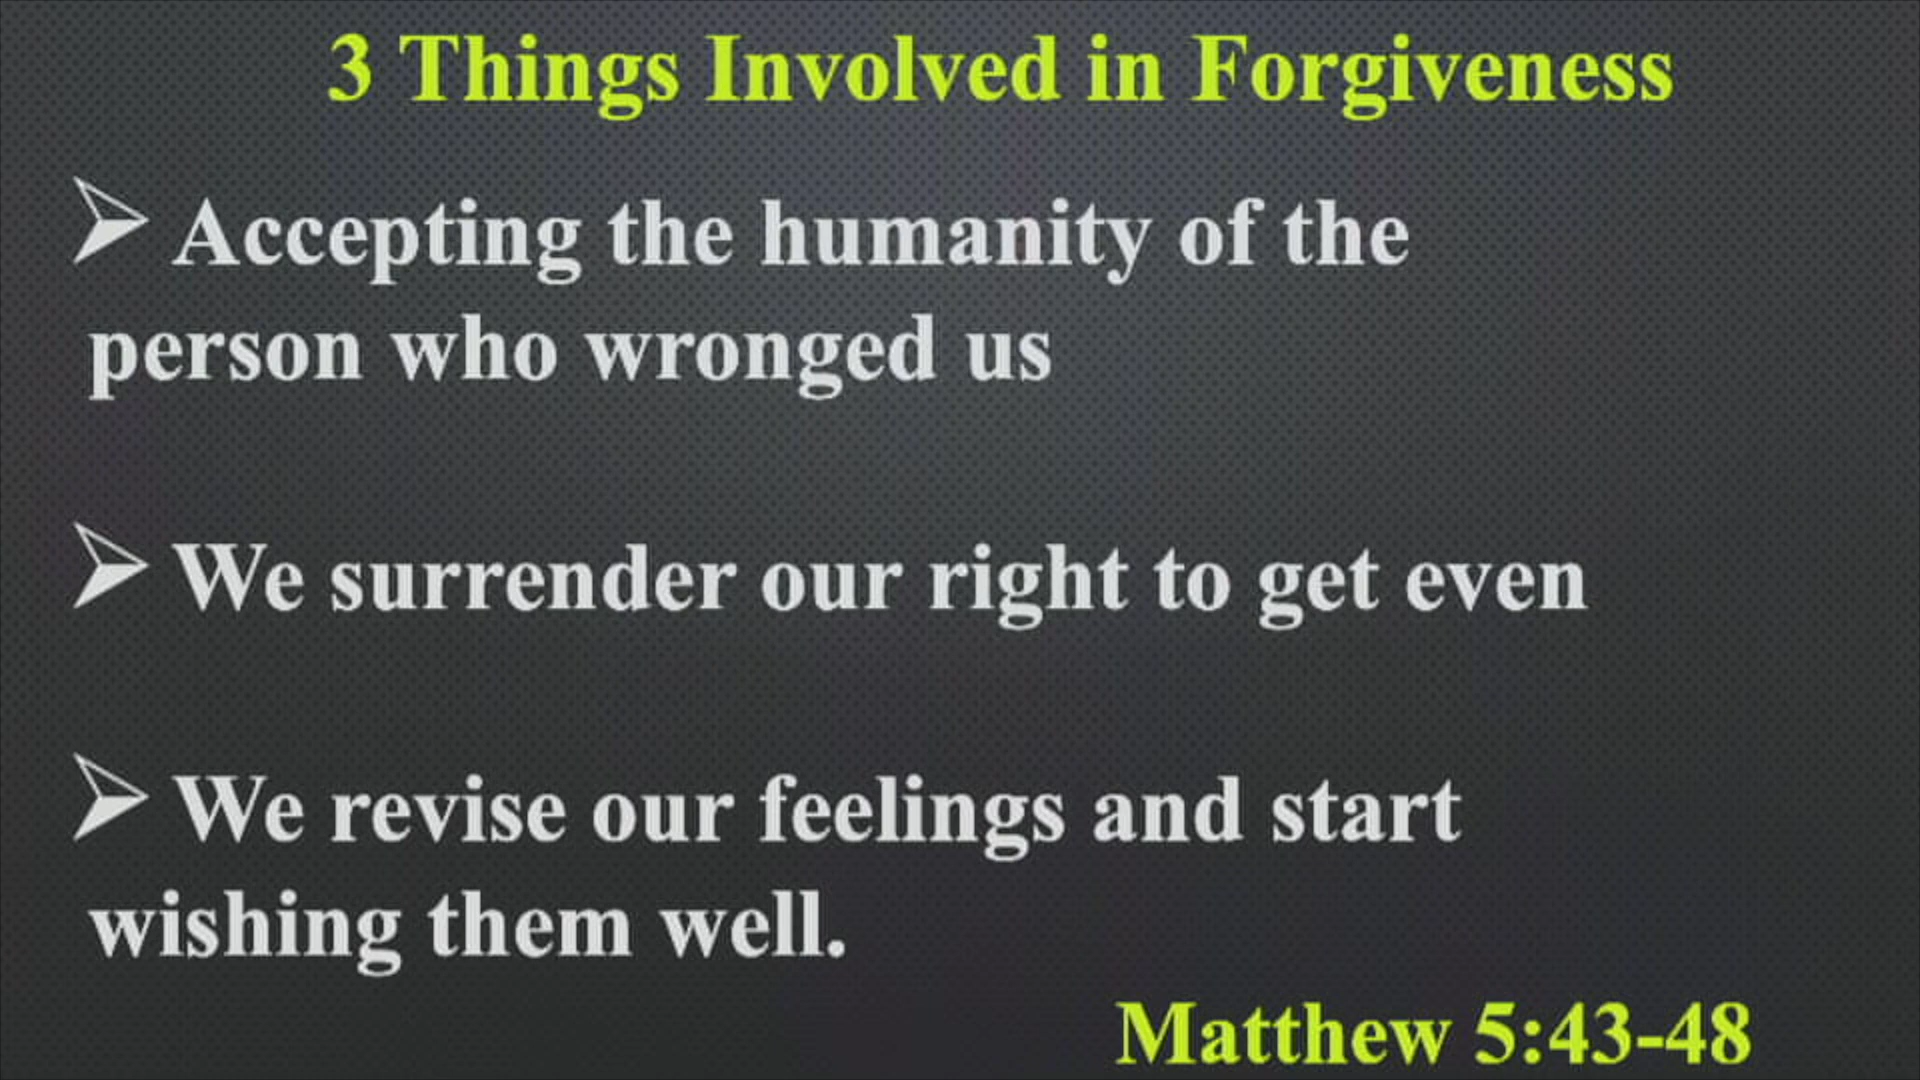 3 Things Involved in Forgiveness
➢ Accepting the humanity of the
person who wronged us
➢ We surrender our right to get even
➢ We revise our feelings and start
wishing them well.
Matthew 5:43-48